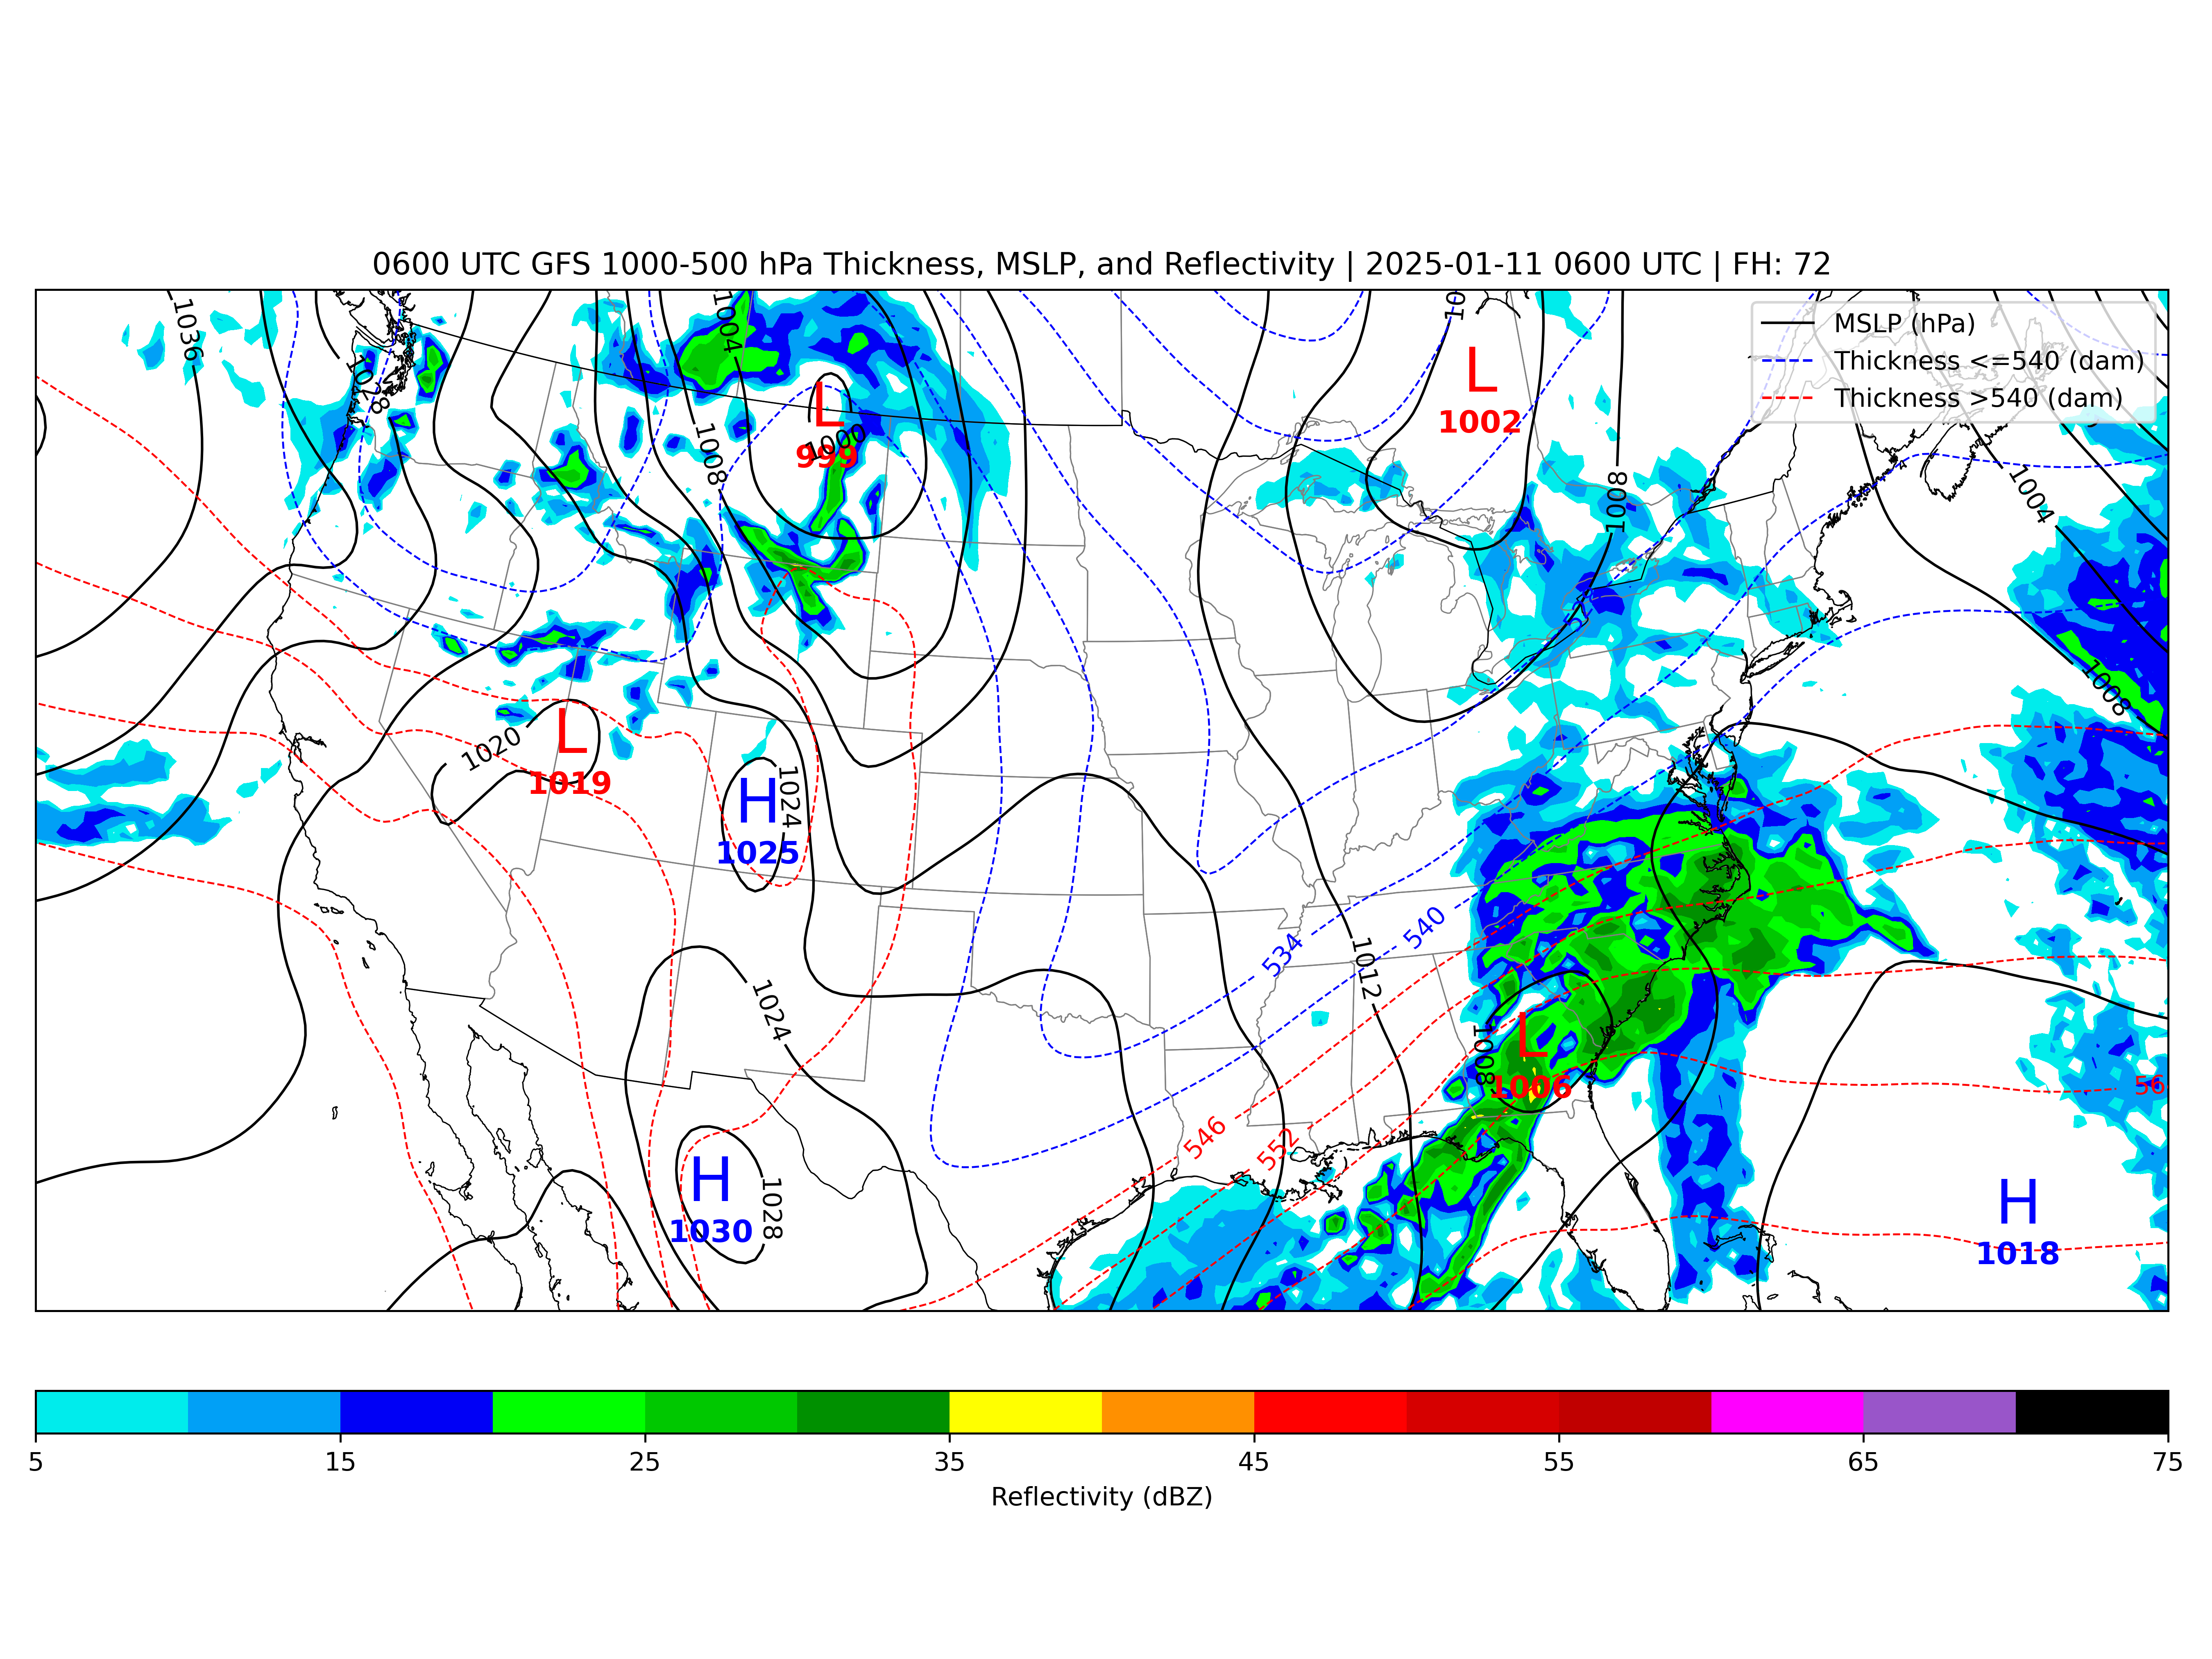 0600 UTC GFS 1000-500 hPa Thickness, MSLP, and Reflectivity | 2025-01-11 0600 UTC | FH: 72
MSLP (hPa)
Thickness <=540 (dam)
Thickness >540 (dam)
1036
1028
1004
10
L
1002
L
1000
999
1008
1008
1004
1008
L
1020
1019
H
1024
1025
534
540
1012
1024
L
1008
1006
56
546
552
H
1028
1030
H
1018
5
15
25
35
45
55
65
75
Reflectivity (dBZ)